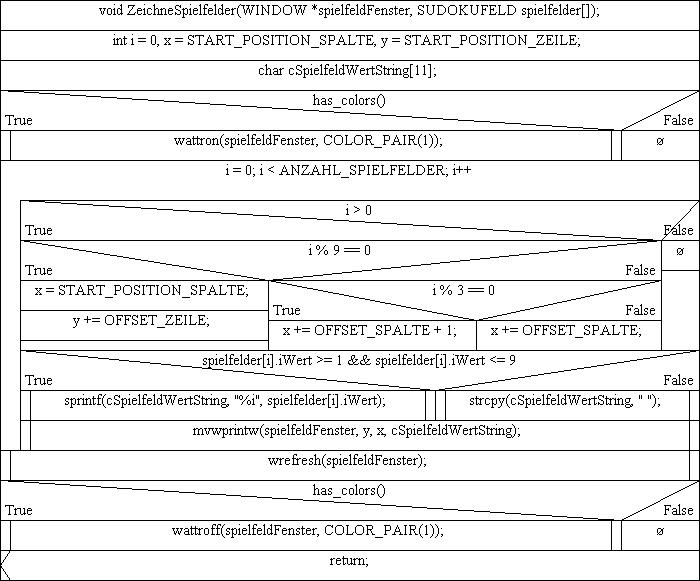 void ZeichneSpielfelder(WINDOW *spielfeldFenster, SUDOKUFELD spielfelder[]);
int i = 0, x = START_POSITION_SPALTE, y = START_POSITION_ZEILE;
char cSpielfeldWertString[11];
has_colors()
True False
wattron(spielfeldFenster, COLOR_PAIR(1)); ø
i = 0; i < ANZAHL_SPIELFELDER; i++
i > 0
True False
i % 9 == 0 ø
True False
x = START_POSITION_SPALTE; i % 3 == 0
True False
y += OFFSET_ZEILE; x += OFFSET_SPALTE + 1; x += OFFSET_SPALTE;
spielfelder[i].iWert >= 1 && spielfelder[i].iWert <= 9
True False
sprintf(cSpielfeldWertString, "%i", spielfelder[i].iWert); strcpy(cSpielfeldWertString, " ");
mvwprintw(spielfeldFenster, y, x, cSpielfeldWertString);
wrefresh(spielfeldFenster);
has_colors()
True False
wattroff(spielfeldFenster, COLOR_PAIR(1)); ø
return;